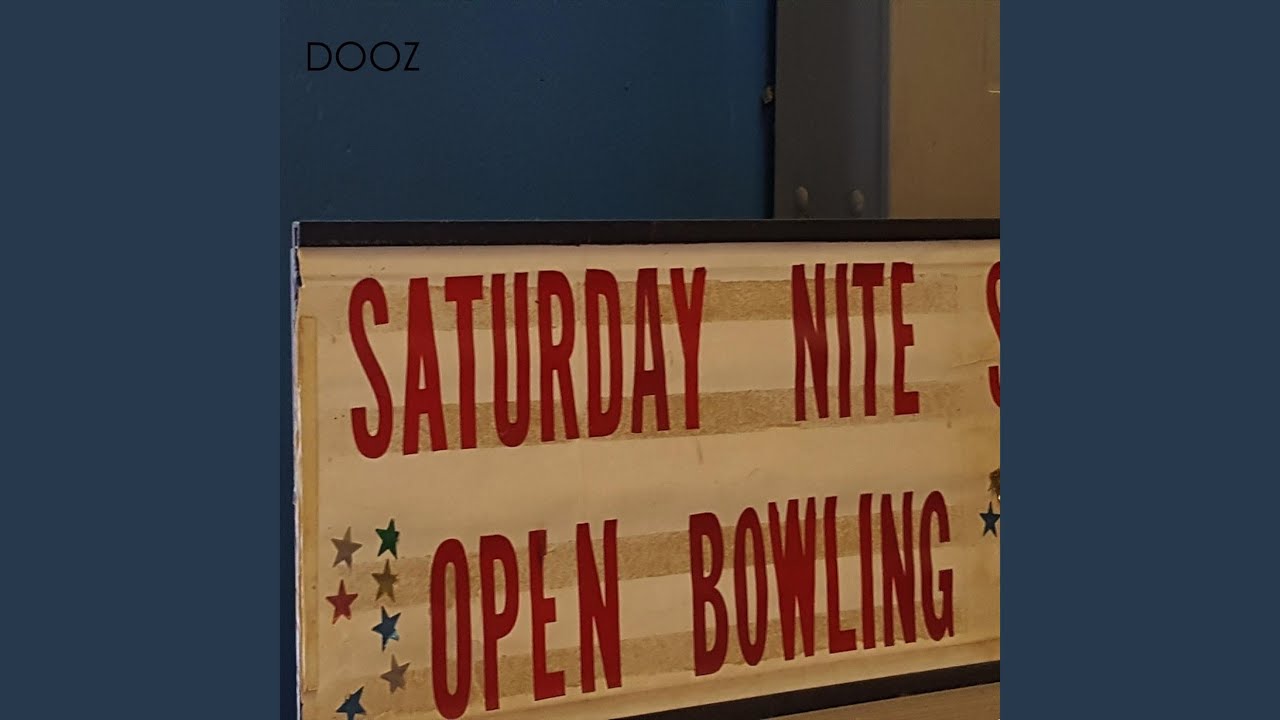 DOOZ
SATURDAY NITE S
OPEN BOWLING